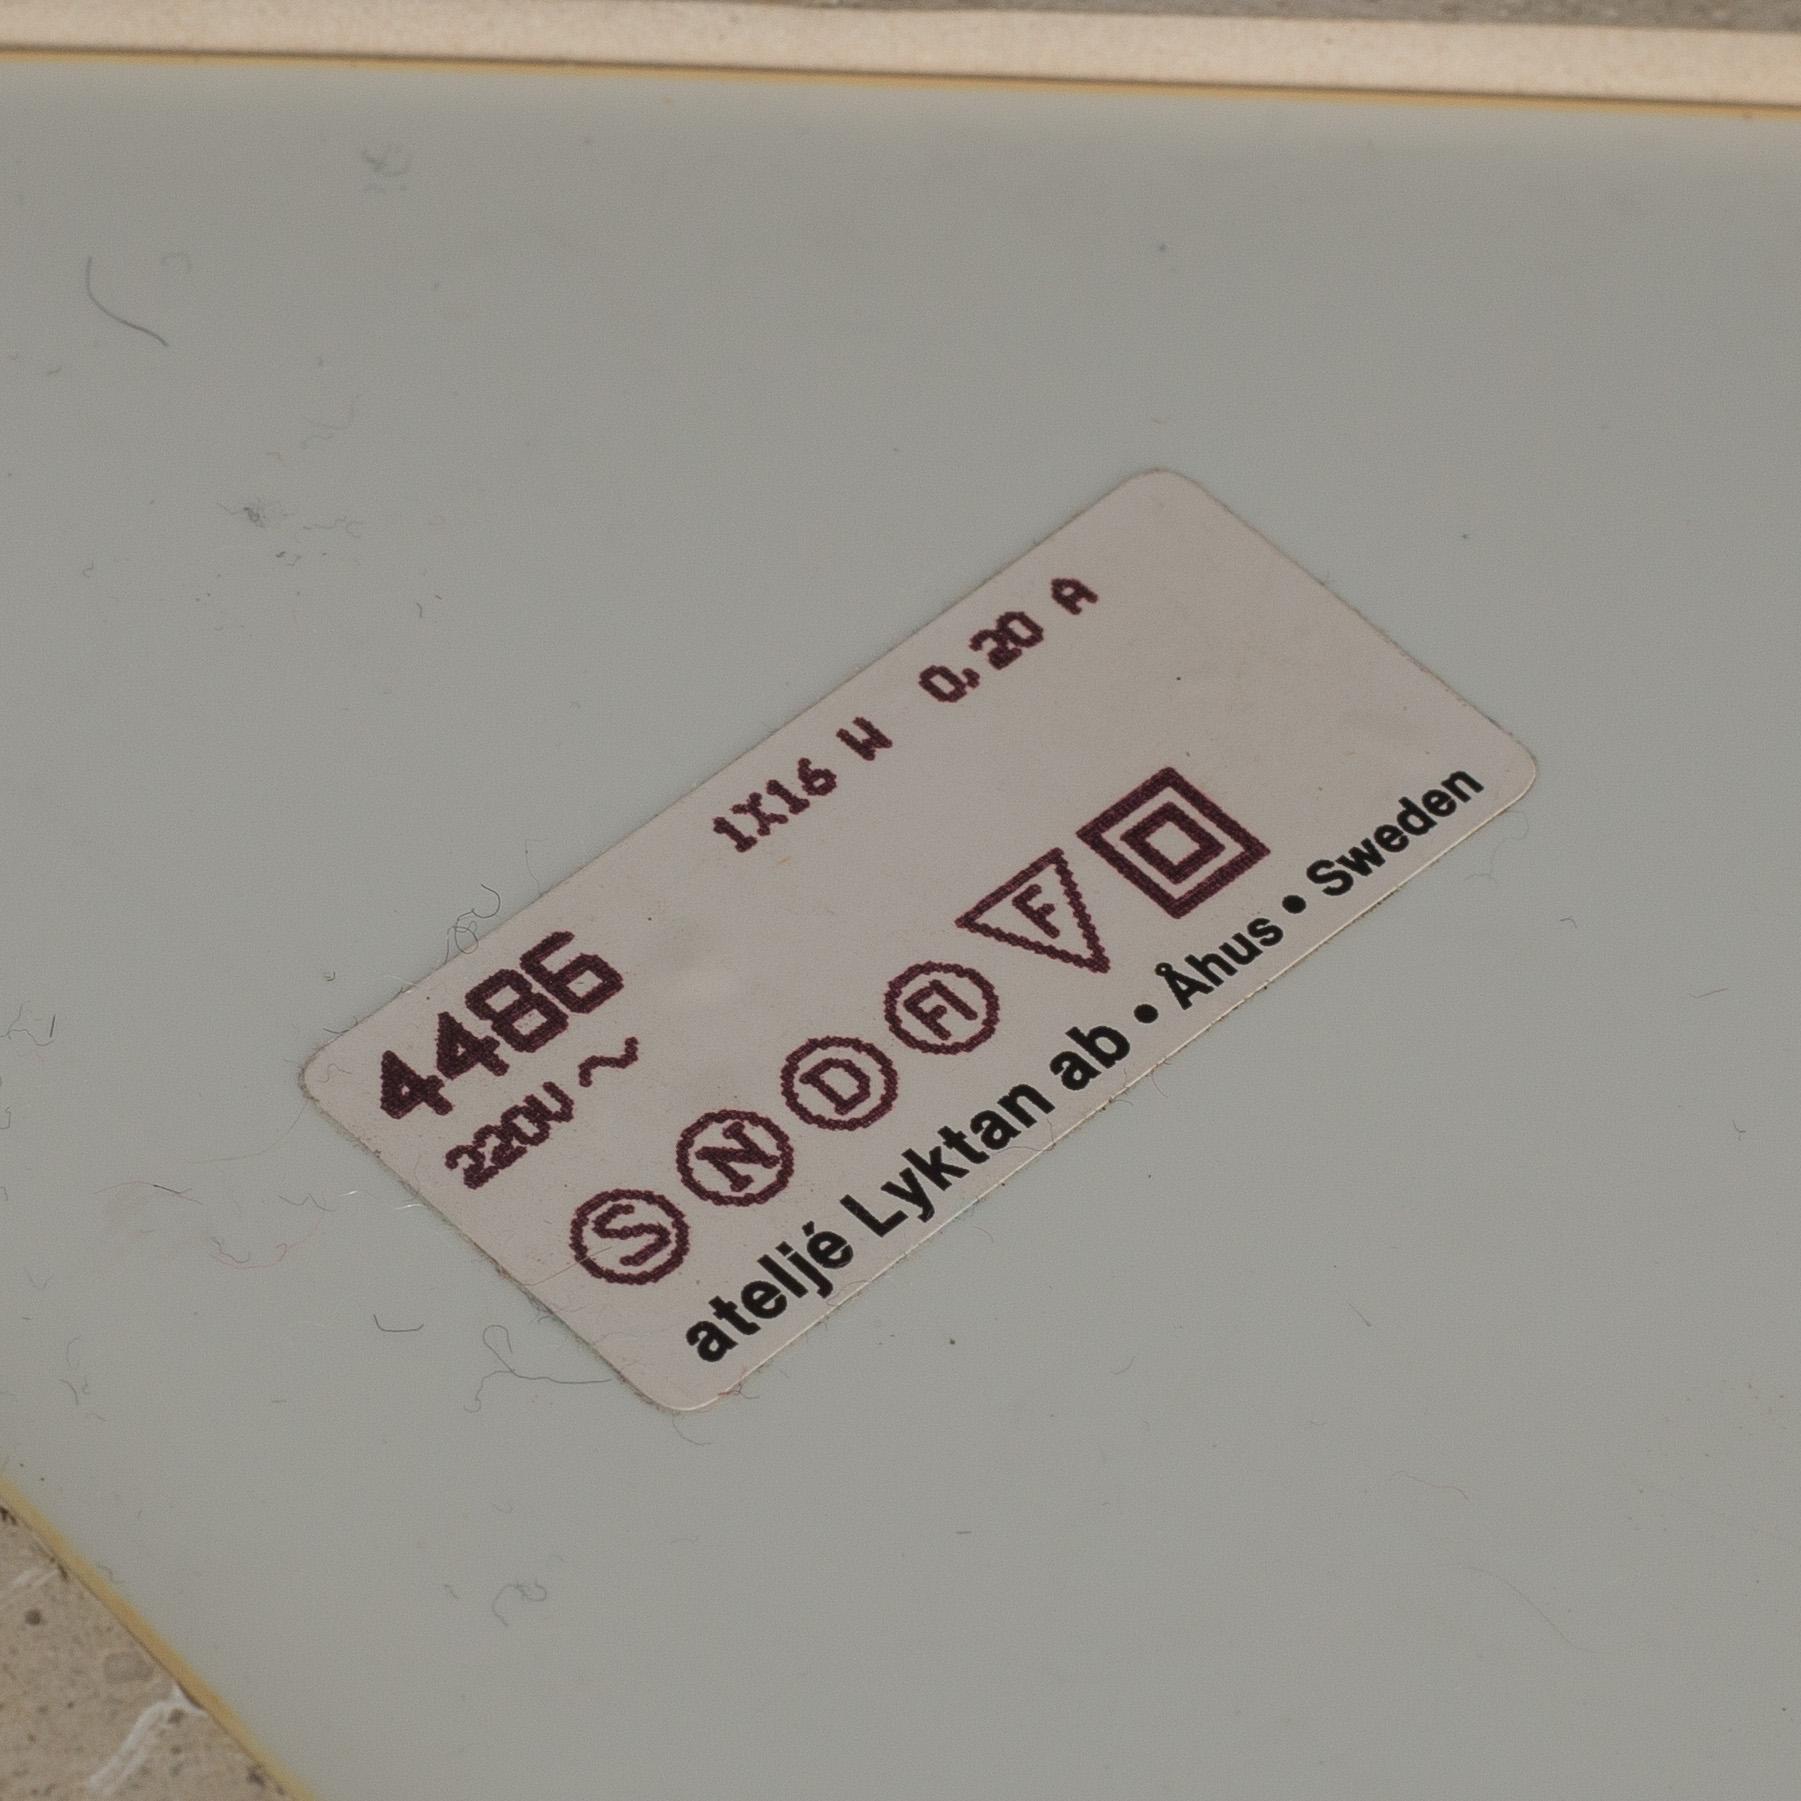 4486
1X16 W 0,20 A
220V ~
S N D FI F
ateljé Lyktan ab • Åhus • Sweden